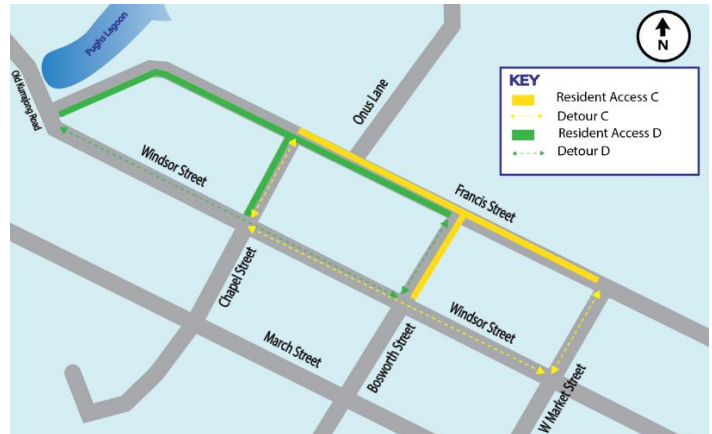 Pughs Lagoon
Old Kurrajong Road
Onus Lane
N
KEY
Resident Access C
Detour C
Resident Access D
Detour D
Windsor Street
Francis Street
Chapel Street
Windsor Street
March Street
Bosworth Street
W Market Street